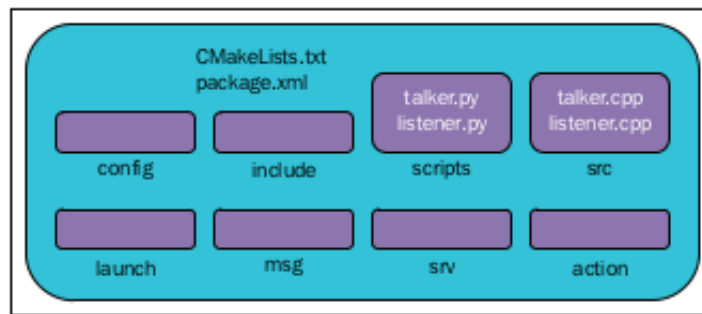 CMakeLists.txt
package.xml
talker.py
listener.py
talker.cpp
listener.cpp
config
include
scripts
src
launch
msg
srv
action